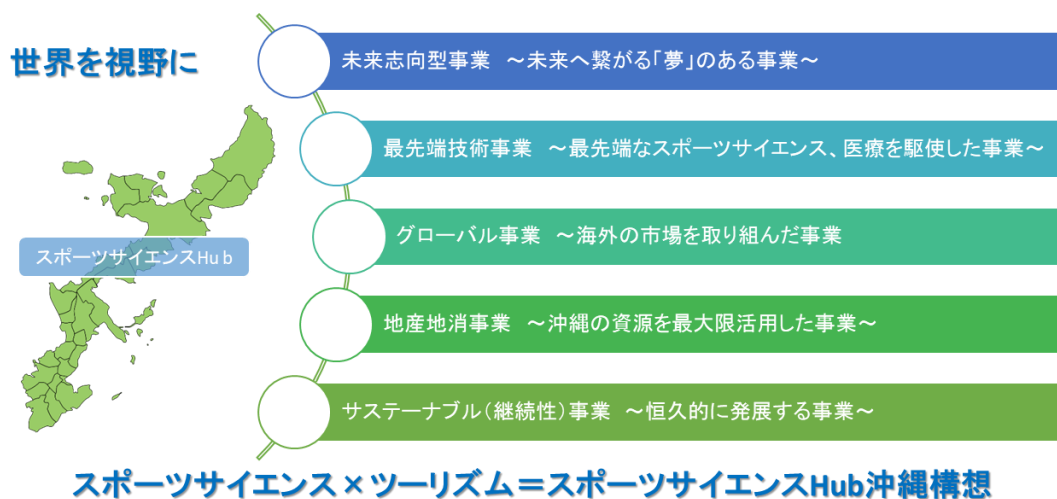 世界を視野に
未来志向型事業 ～未来へ繋がる「夢」のある事業～
最先端技術事業 ～最先端なスポーツサイエンス、医療を駆使した事業～
グローバル事業 ～海外の市場を取り組んだ事業
スポーツサイエンスHub
地産地消事業 ～沖縄の資源を最大限活用した事業～
サステーナブル（継続性）事業 ～恒久的に発展する事業～
スポーツサイエンス×ツーリズム＝スポーツサイエンスHub沖縄構想